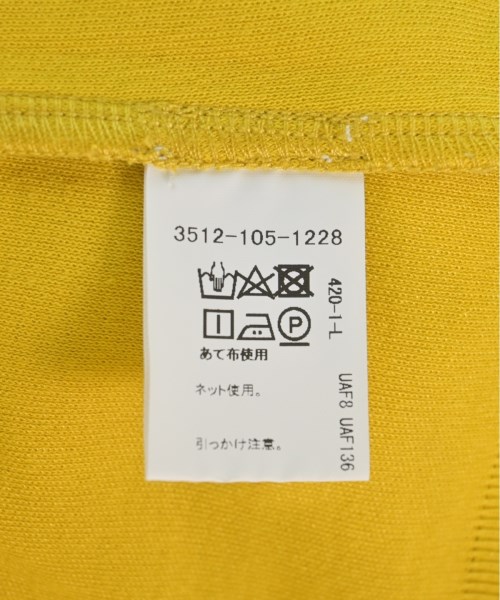 3512-105-1228
P
あて布使用
ネット使用。
引っかけ注意。
420-1-L
UAF8 UAF136